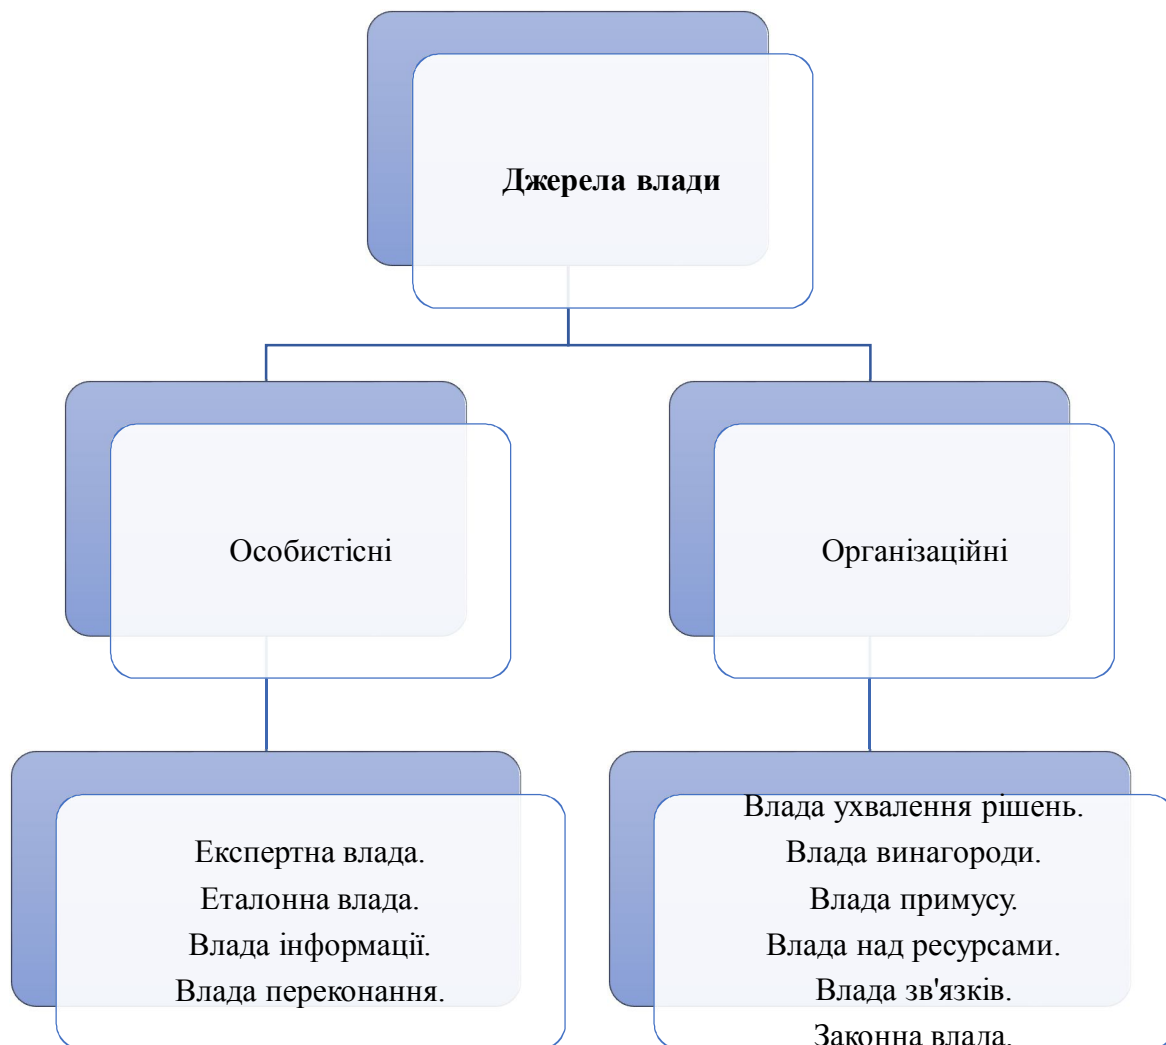 Джерела влади
Особистісні
Організаційні
Експертна влада.
Еталонна влада.
Влада інформації.
Влада переконання.
Влада ухвалення рішень.
Влада винагороди.
Влада примусу.
Влада над ресурсами.
Влада зв'язків.
Законна влада.